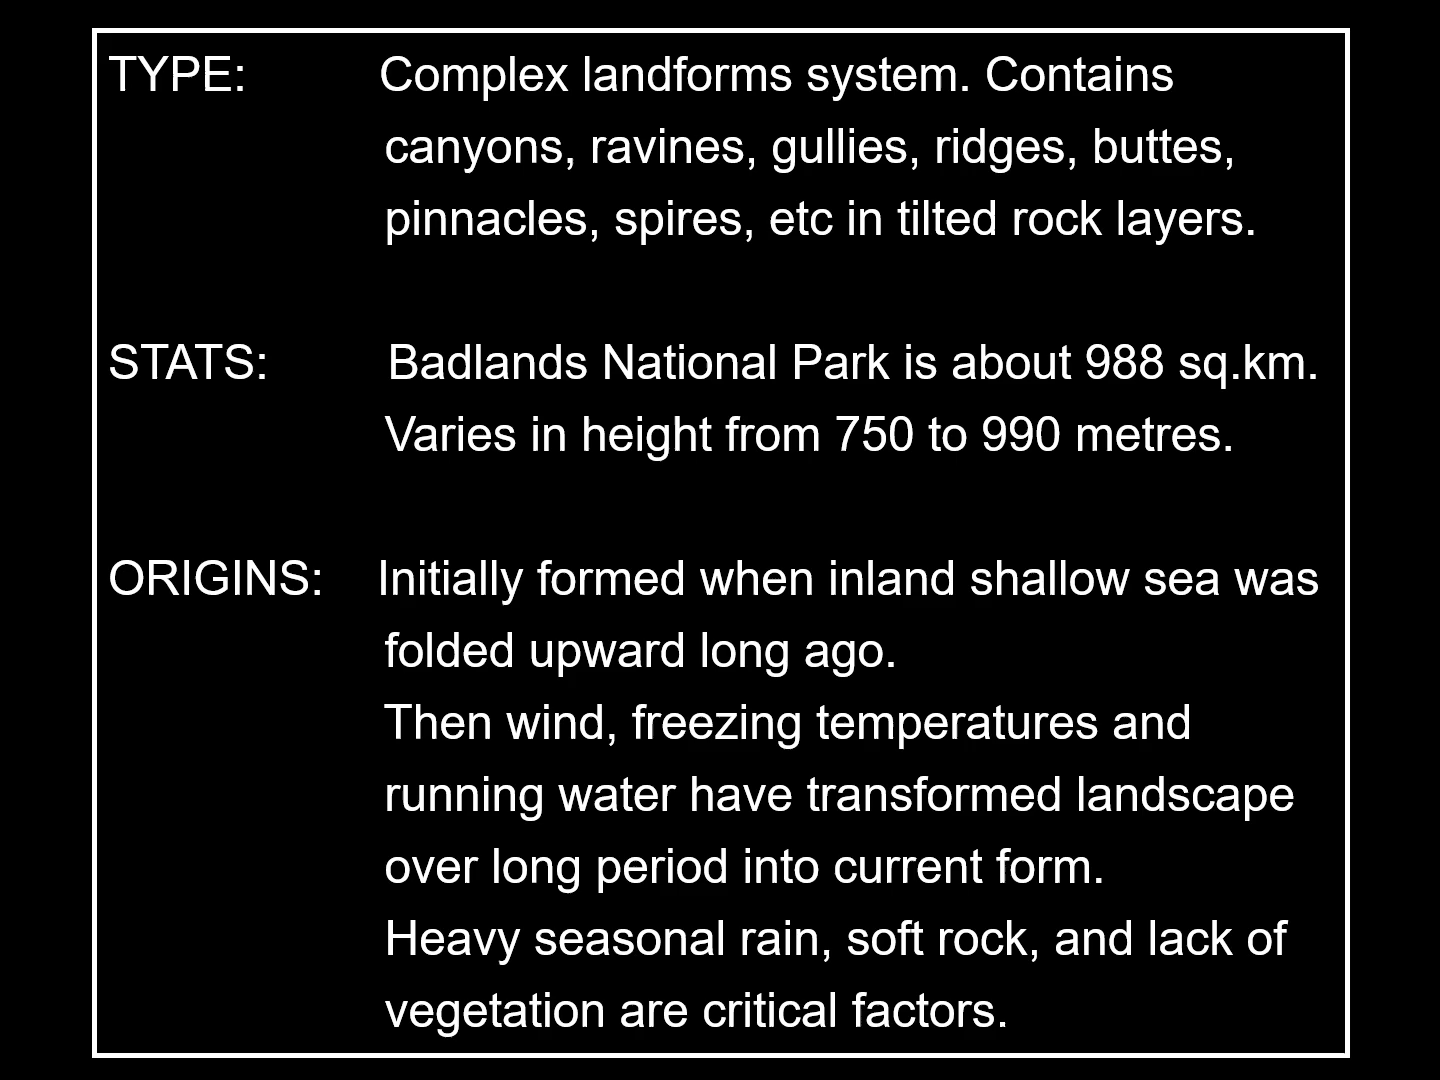 TYPE: Complex landforms system. Contains
canyons, ravines, gullies, ridges, buttes,
pinnacles, spires, etc in tilted rock layers.
STATS: Badlands National Park is about 988 sq.km.
Varies in height from 750 to 990 metres.
ORIGINS: Initially formed when inland shallow sea was
folded upward long ago.
Then wind, freezing temperatures and
running water have transformed landscape
over long period into current form.
Heavy seasonal rain, soft rock, and lack of
vegetation are critical factors.